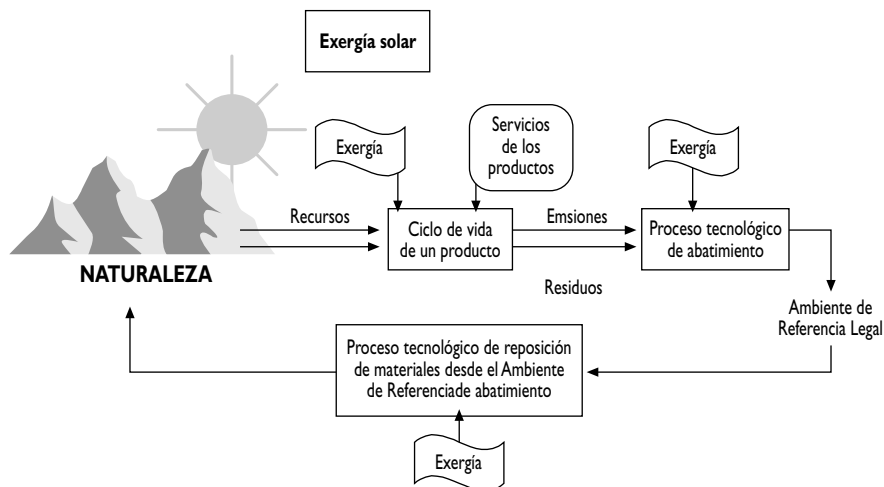 Exergía solar
Exergía
Servicios
de los
productos
Exergía
Recursos
Ciclo de vida
de un producto
Emsiones
Proceso tecnológico
de abatimiento
NATURALEZA
Residuos
Ambiente de
Referencia Legal
Proceso tecnológico de reposición
de materiales desde el Ambiente
de Referenciade abatimiento
Exergía